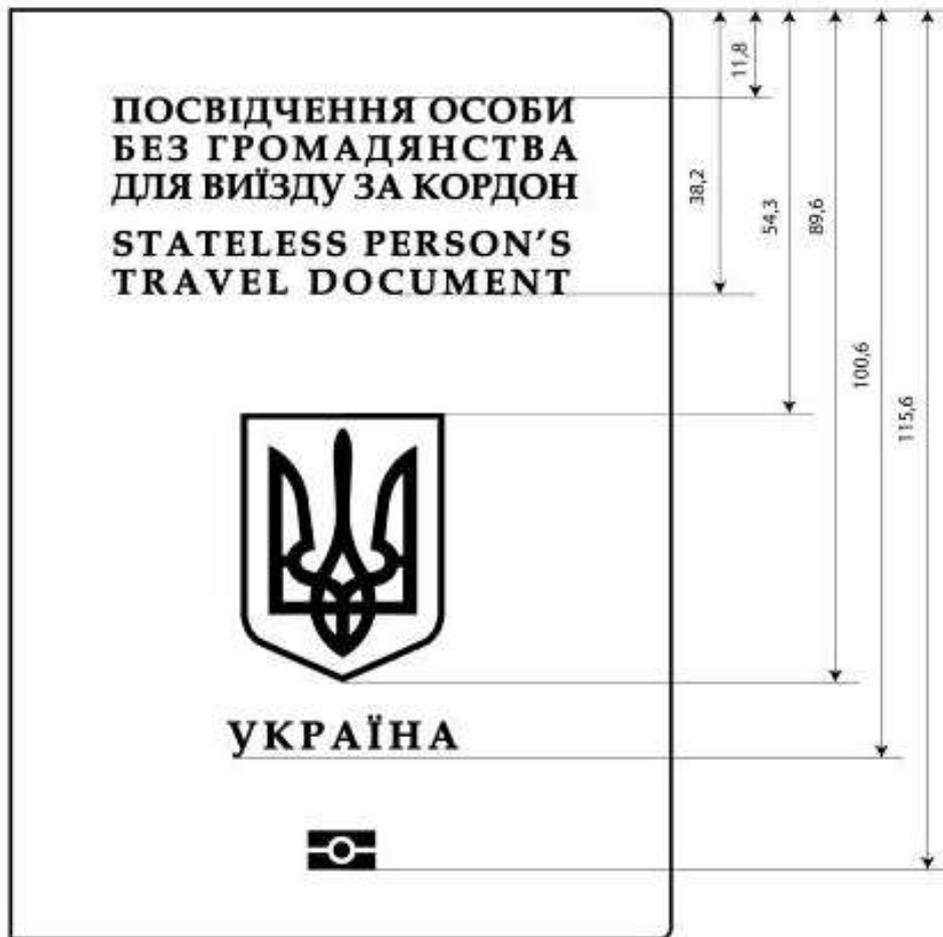 ПОСВІДЧЕННЯ ОСОБИ
БЕЗ ГРОМАДЯНСТВА
ДЛЯ ВИЇЗДУ ЗА КОРДОН
STATELESS PERSON’S
TRAVEL DOCUMENT
УКРАЇНА
11,8
38,2
54,3
89,6
100,6
115,6